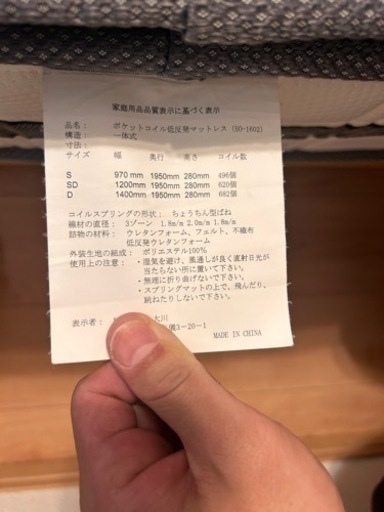 家庭用品品質表示に基づく表示
品名： ポケットコイル低反発マットレス (SO-1602)
構造： 一体式
寸法：
サイズ 幅 奥行 高さ コイル数
S 970 mm 1950mm 280mm 496個
SD 1200mm 1950mm 280mm 620個
D 1400mm 1950mm 280mm 682個
コイルスプリングの形状： ちょうちん型ばね
鋼材の直径： 3ゾーン 1.8m/m 2.0m/m 1.8m/m
詰物の材料： ウレタンフォーム、フェルト、不織布
低反発ウレタンフォーム
外装生地の組成： ポリエステル100%
使用上の注意： ・湿気を避け、風通しが良く直射日光が
当たらない所に置いて下さい。
・無理に折り曲げないで下さい。
・スプリングマットの上で、飛んだり、
跳ねたりしないで下さい。
表示者： 大川
3-20-1
MADE IN CHINA